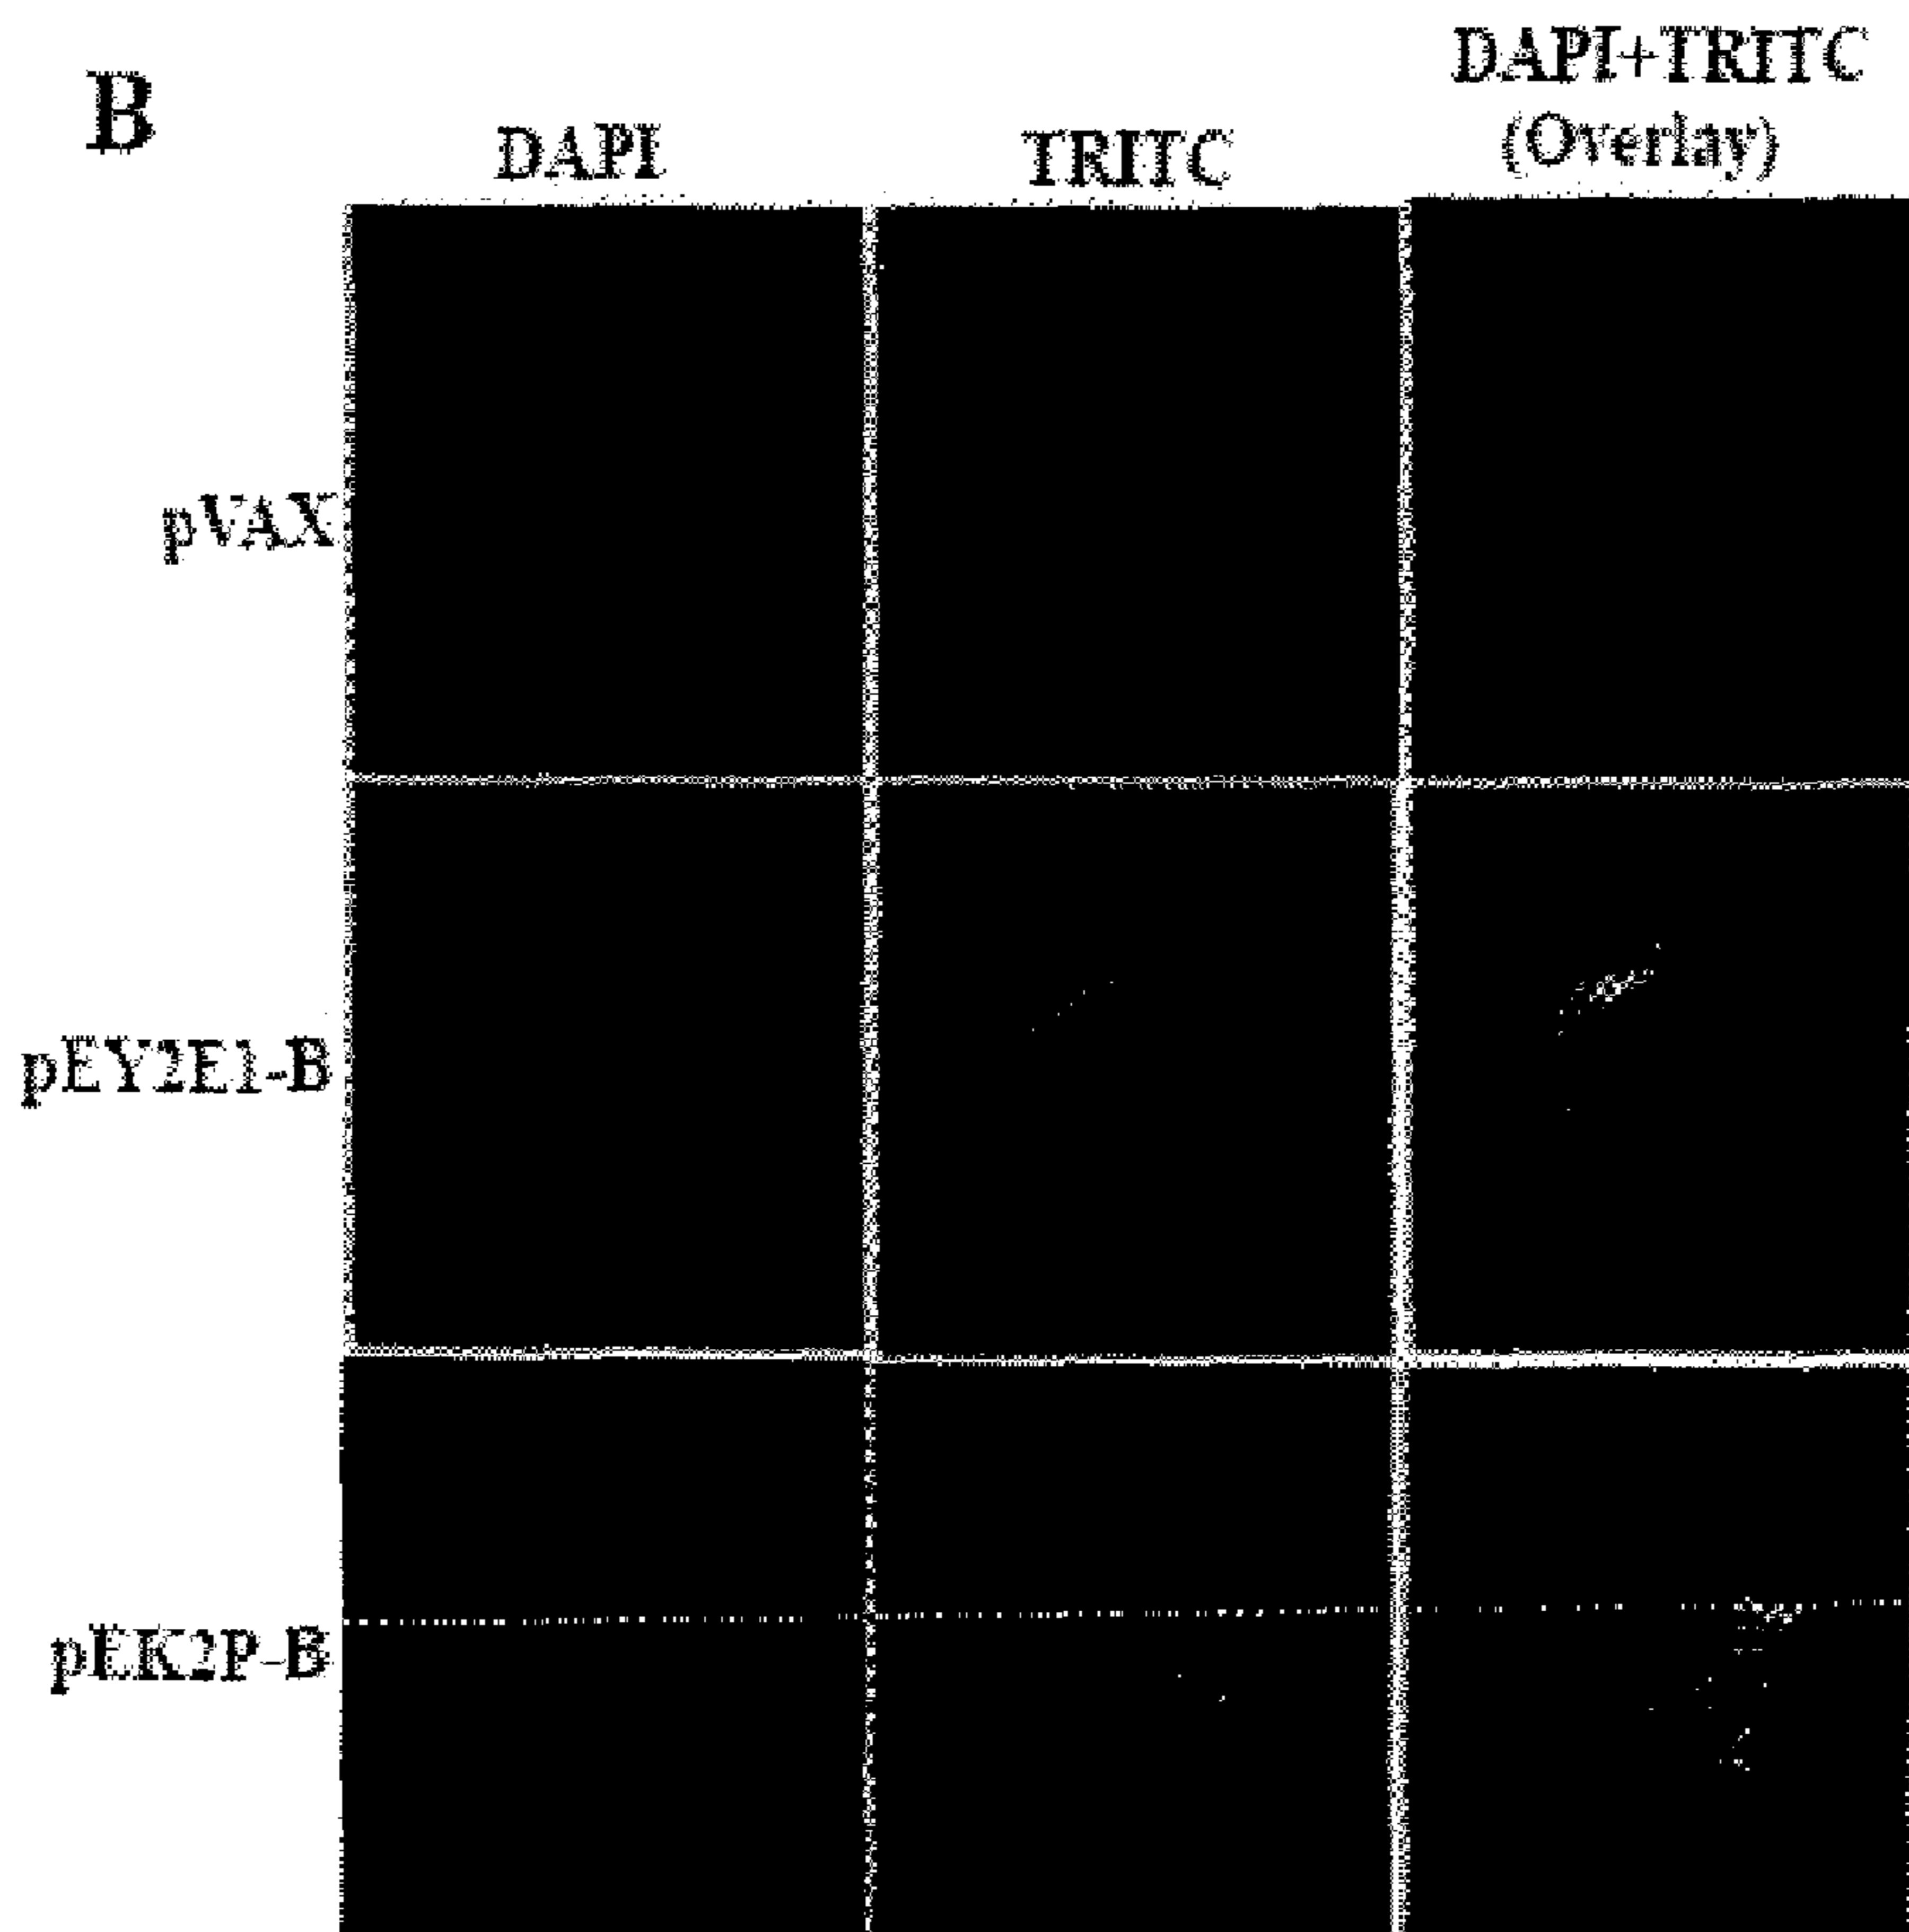 B
DAPI
TRITC
DAPI+TRITC
(Overlay)
pVAX
pEY2E1-B
pEK2P-B